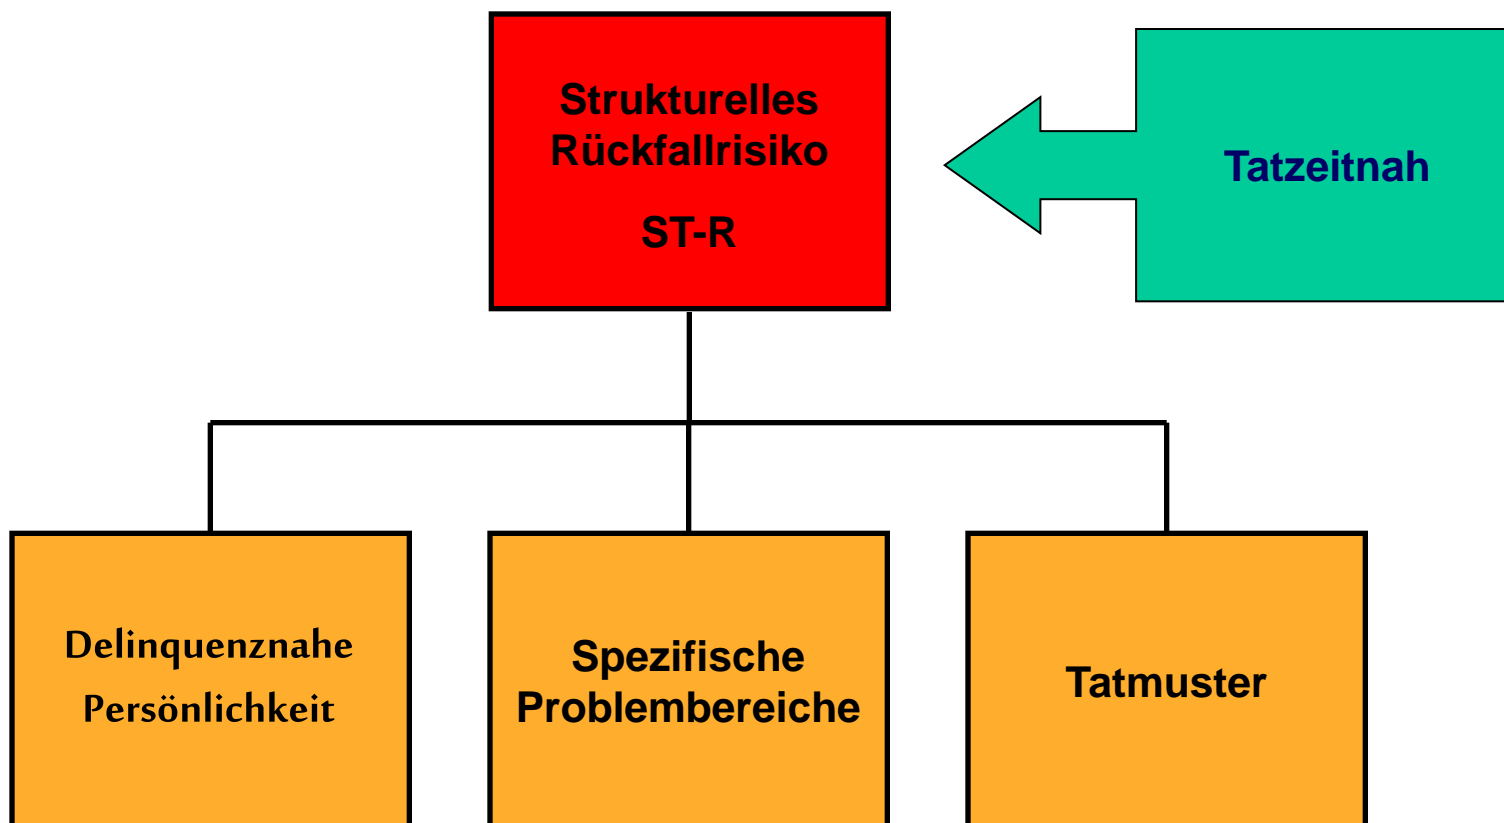 Strukturelles
Rückfallrisiko
ST-R
Tatzeitnah
Delinquenznahe
Persönlichkeit
Spezifische
Problembereiche
Tatmuster